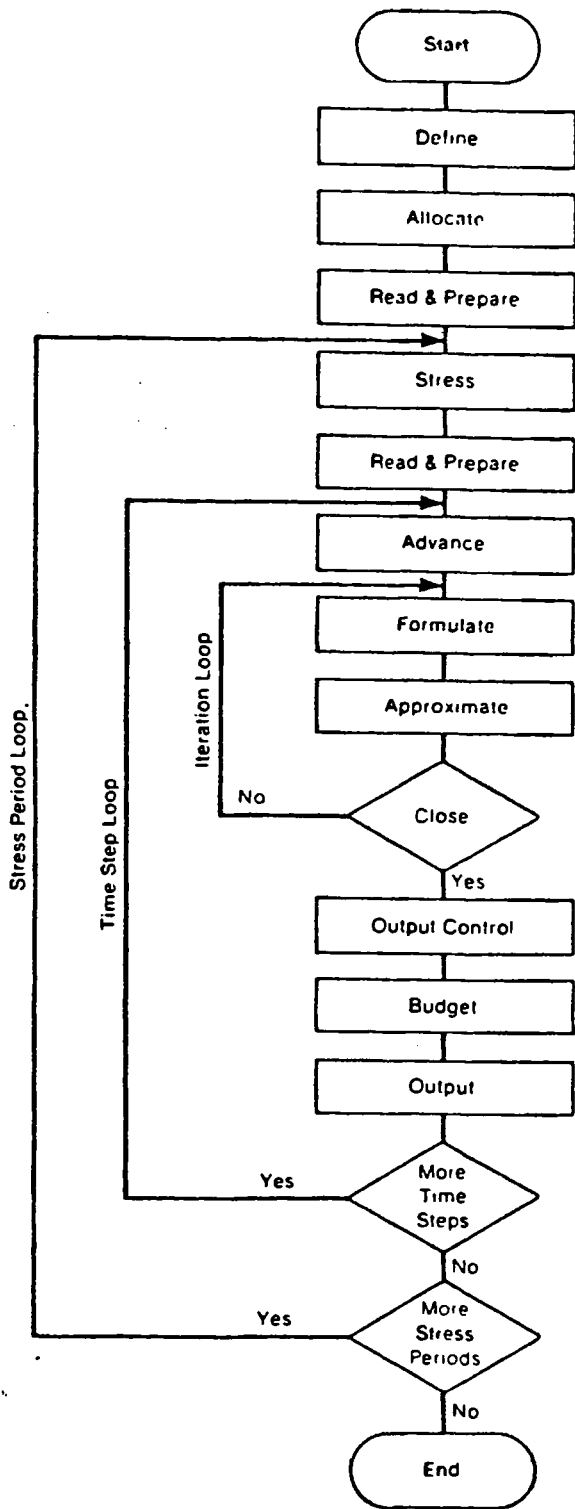 Start
Define
Allocate
Read & Prepare
Stress
Read & Prepare
Advance
Formulate
Approximate
Iteration Loop
No
Close
Yes
Time Step Loop
Stress Period Loop.
Output Control
Budget
Output
Yes
More
Time
Steps
No
Yes
More
Stress
Periods
No
End